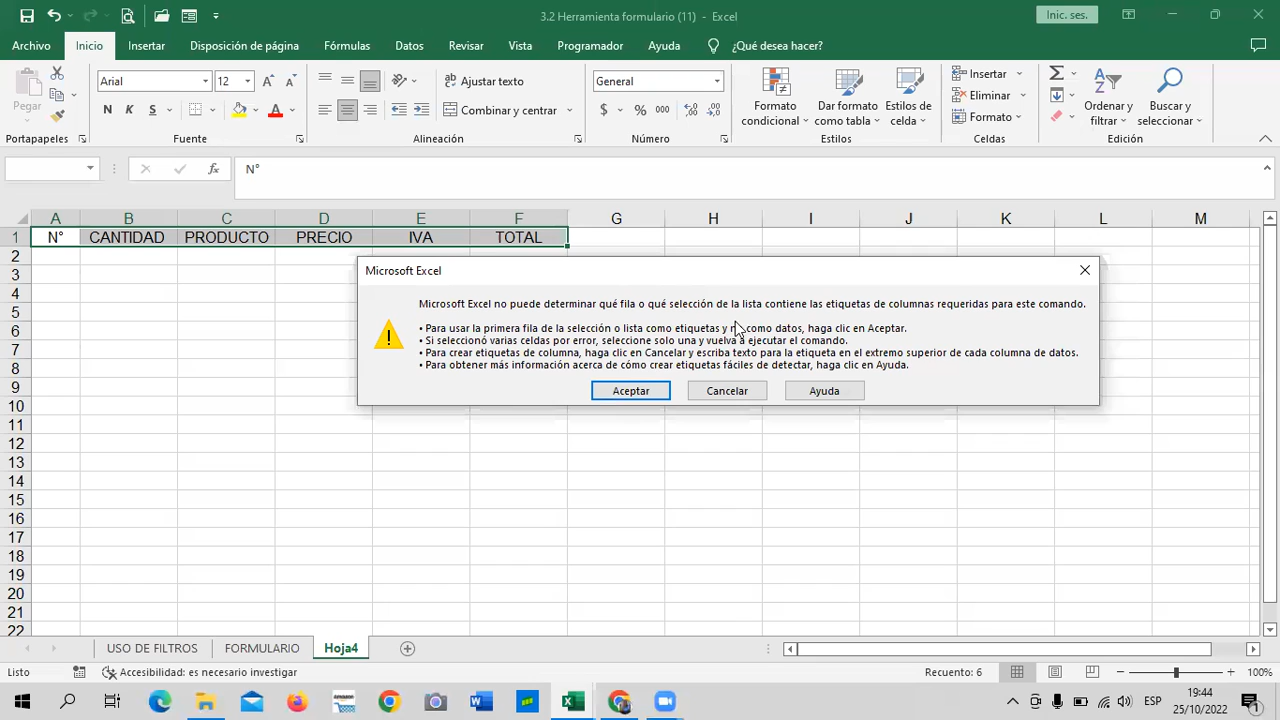 3.2 Herramienta formulario (11) - Excel
Inic. ses.
Archivo Inicio Insertar Disposición de página Fórmulas Datos Revisar Vista Programador Ayuda ¿Qué desea hacer?
Pegar
Arial 12
N K S
Ajustar texto
Combinar y centrar
General
$ % 000
Formato condicional
Dar formato como tabla
Estilos de celda
Insertar
Eliminar
Formato
Ordenar y filtrar
Buscar y seleccionar
Portapapeles Fuente Alineación Número Estilos Celdas Edición
fx N°
A B C D E F G H I J K L M
1 N° CANTIDAD PRODUCTO PRECIO IVA TOTAL
2
3
4
5
6
7
8
9
10
11
12
13
14
15
16
17
18
19
20
21
22
Microsoft Excel
Microsoft Excel no puede determinar qué fila o qué selección de la lista contiene las etiquetas de columnas requeridas para este comando.
• Para usar la primera fila de la selección o lista como etiquetas y no como datos, haga clic en Aceptar.
• Si seleccionó varias celdas por error, seleccione solo una y vuelva a ejecutar el comando.
• Para crear etiquetas de columna, haga clic en Cancelar y escriba texto para la etiqueta en el extremo superior de cada columna de datos.
• Para obtener más información acerca de cómo crear etiquetas fáciles de detectar, haga clic en Ayuda.
Aceptar Cancelar Ayuda
USO DE FILTROS FORMULARIO Hoja4
Listo Accesibilidad: es necesario investigar Recuento: 6 100%
ESP 19:44
25/10/2022